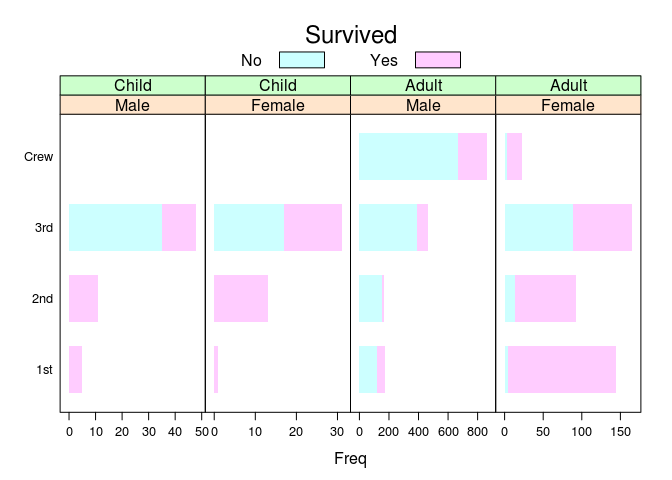 Survived
No Yes
Child Child Adult Adult
Male Female Male Female
Crew
3rd
2nd
1st
0 10 20 30 40 50 0 10 20 30 0 200 400 600 800 0 50 100 150
Freq